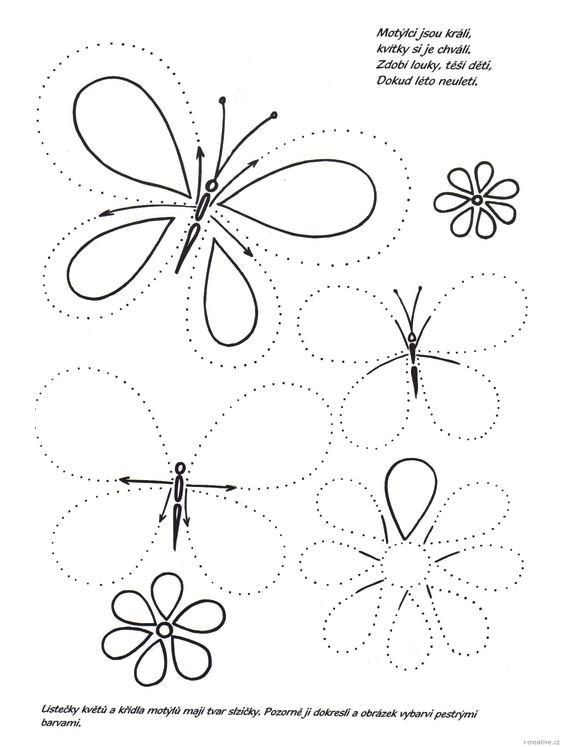 Motýlci jsou králi,
kvítky si je chválí.
Zdobí louky, těší děti,
Dokud léto neuletí.
Lístečky květů a křídla motýlů mají tvar slzičky. Pozorně ji dokresli a obrázek vybarvi pestrými
barvami.
i-creative.cz